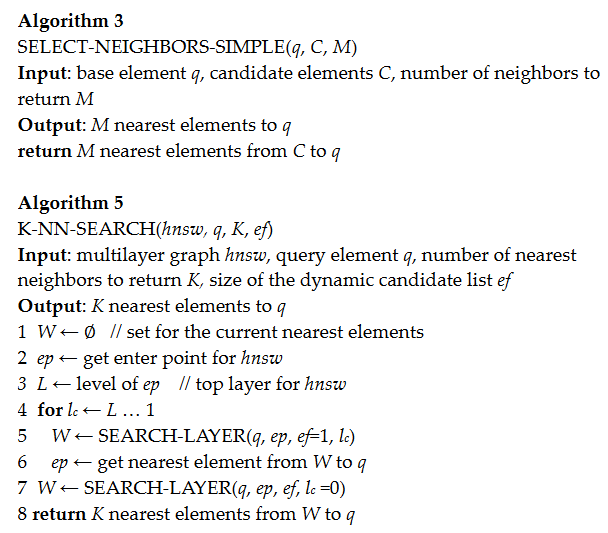 Algorithm 3
SELECT-NEIGHBORS-SIMPLE(q, C, M)
Input: base element q, candidate elements C, number of neighbors to
return M
Output: M nearest elements to q
return M nearest elements from C to q
Algorithm 5
K-NN-SEARCH(hnsw, q, K, ef)
Input: multilayer graph hnsw, query element q, number of nearest
neighbors to return K, size of the dynamic candidate list ef
Output: K nearest elements to q
1 W ← Ø // set for the current nearest elements
2 ep ← get enter point for hnsw
3 L ← level of ep // top layer for hnsw
4 for lc ← L … 1
5 W ← SEARCH-LAYER(q, ep, ef=1, lc)
6 ep ← get nearest element from W to q
7 W ← SEARCH-LAYER(q, ep, ef, lc =0)
8 return K nearest elements from W to q